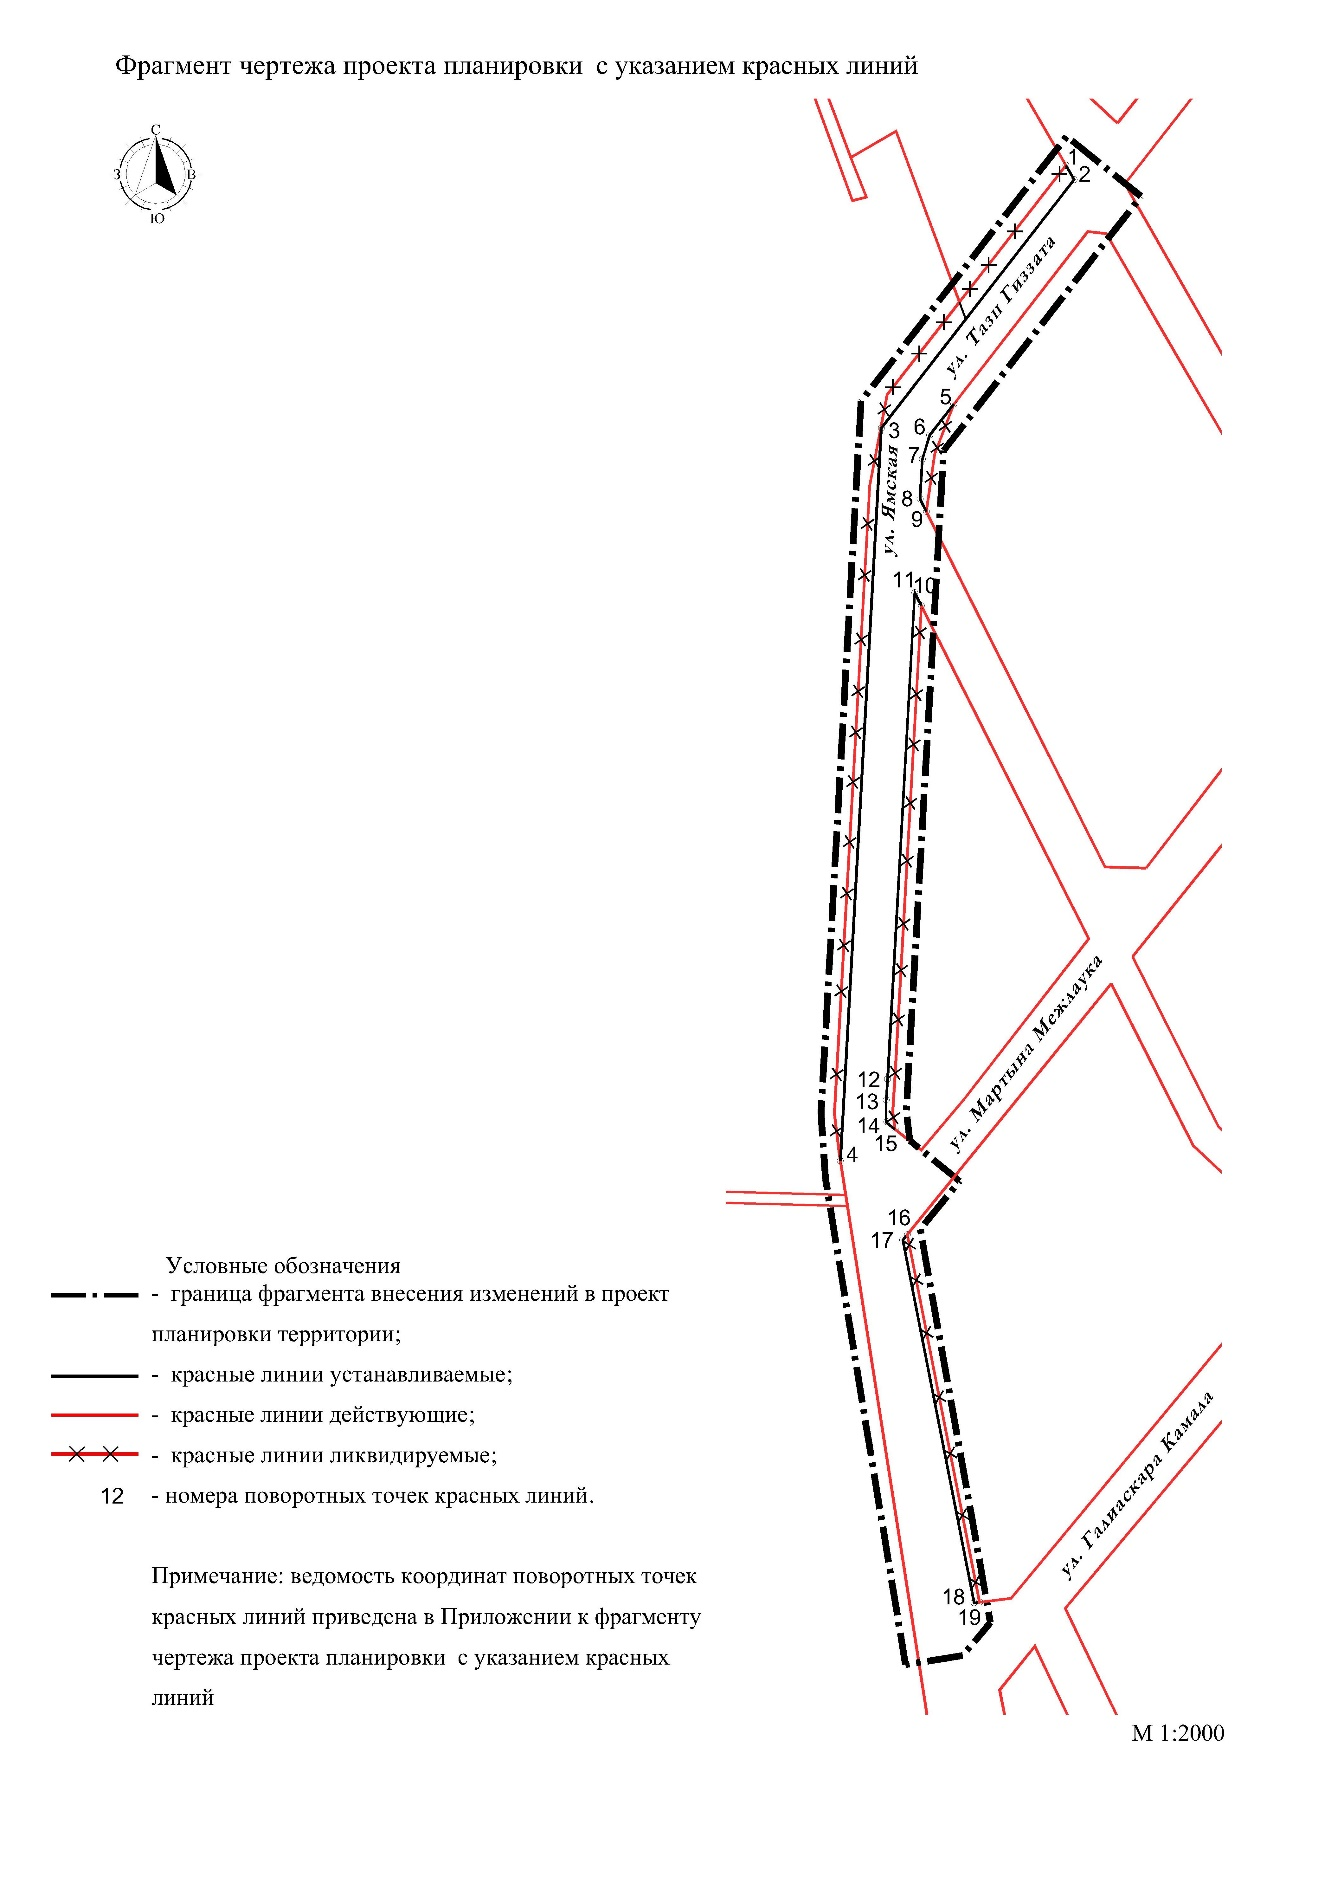 Фрагмент чертежа проекта планировки с указанием красных линий
С
З
В
Ю
1
2
ул. Тази Гиззата
5
3
6
7
ул. Ямская
8
9
11
10
12
13
14
15
ул. Мартына Межлаука
4
16
17
Условные обозначения
- граница фрагмента внесения изменений в проект
планировки территории;
- красные линии устанавливаемые;
- красные линии действующие;
- красные линии ликвидируемые;
12 - номера поворотных точек красных линий.
ул. Галиаскара Камала
18
19
Примечание: ведомость координат поворотных точек
красных линий приведена в Приложении к фрагменту
чертежа проекта планировки с указанием красных
линий
М 1:2000